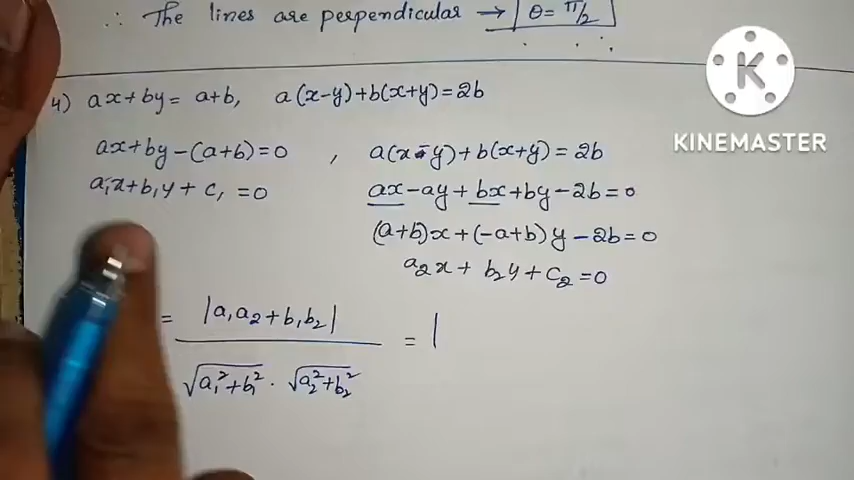 ∴ The lines are perpendicular → θ = π/2
4) ax+by = a+b, a(x-y)+b(x+y)=2b
ax+by-(a+b)=0 , a(x-y)+b(x+y)=2b
a₁x+b₁y+c₁=0 ax-ay+bx+by-2b=0
(a+b)x+(-a+b)y-2b=0
a₂x+b₂y+c₂=0
= |a₁a₂+b₁b₂| / √(a₁²+b₁²) · √(a₂²+b₂²) = |
K
KINEMASTER